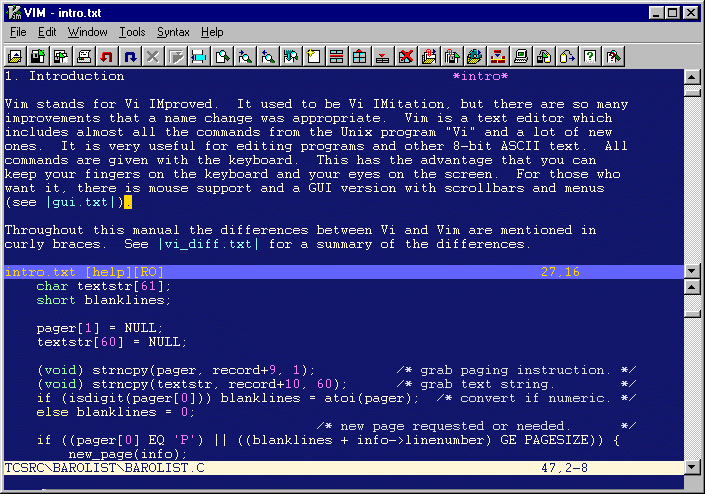 VIM - intro.txt
File Edit Window Tools Syntax Help
1. Introduction *intro*
Vim stands for Vi IMproved. It used to be Vi IMitation, but there are so many
improvements that a name change was appropriate. Vim is a text editor which
includes almost all the commands from the Unix program "Vi" and a lot of new
ones. It is very useful for editing programs and other 8-bit ASCII text. All
commands are given with the keyboard. This has the advantage that you can
keep your fingers on the keyboard and your eyes on the screen. For those who
want it, there is mouse support and a GUI version with scrollbars and menus
(see |gui.txt|).
Throughout this manual the differences between Vi and Vim are mentioned in
curly braces. See |vi_diff.txt| for a summary of the differences.
intro.txt [help][RO] 27,16
char textstr[61];
short blanklines;
pager[1] = NULL;
textstr[60] = NULL;
(void) strncpy(pager, record+9, 1); /* grab paging instruction. */
(void) strncpy(textstr, record+10, 60); /* grab text string. */
if (isdigit(pager[0])) blanklines = atoi(pager); /* convert if numeric. */
else blanklines = 0;
/* new page requested or needed. */
if ((pager[0] EQ 'P') || ((blanklines + info->linenumber) GE PAGESIZE)) {
new_page(info);
TCSRC\BAROLIST\BAROLIST.C 47,2-8